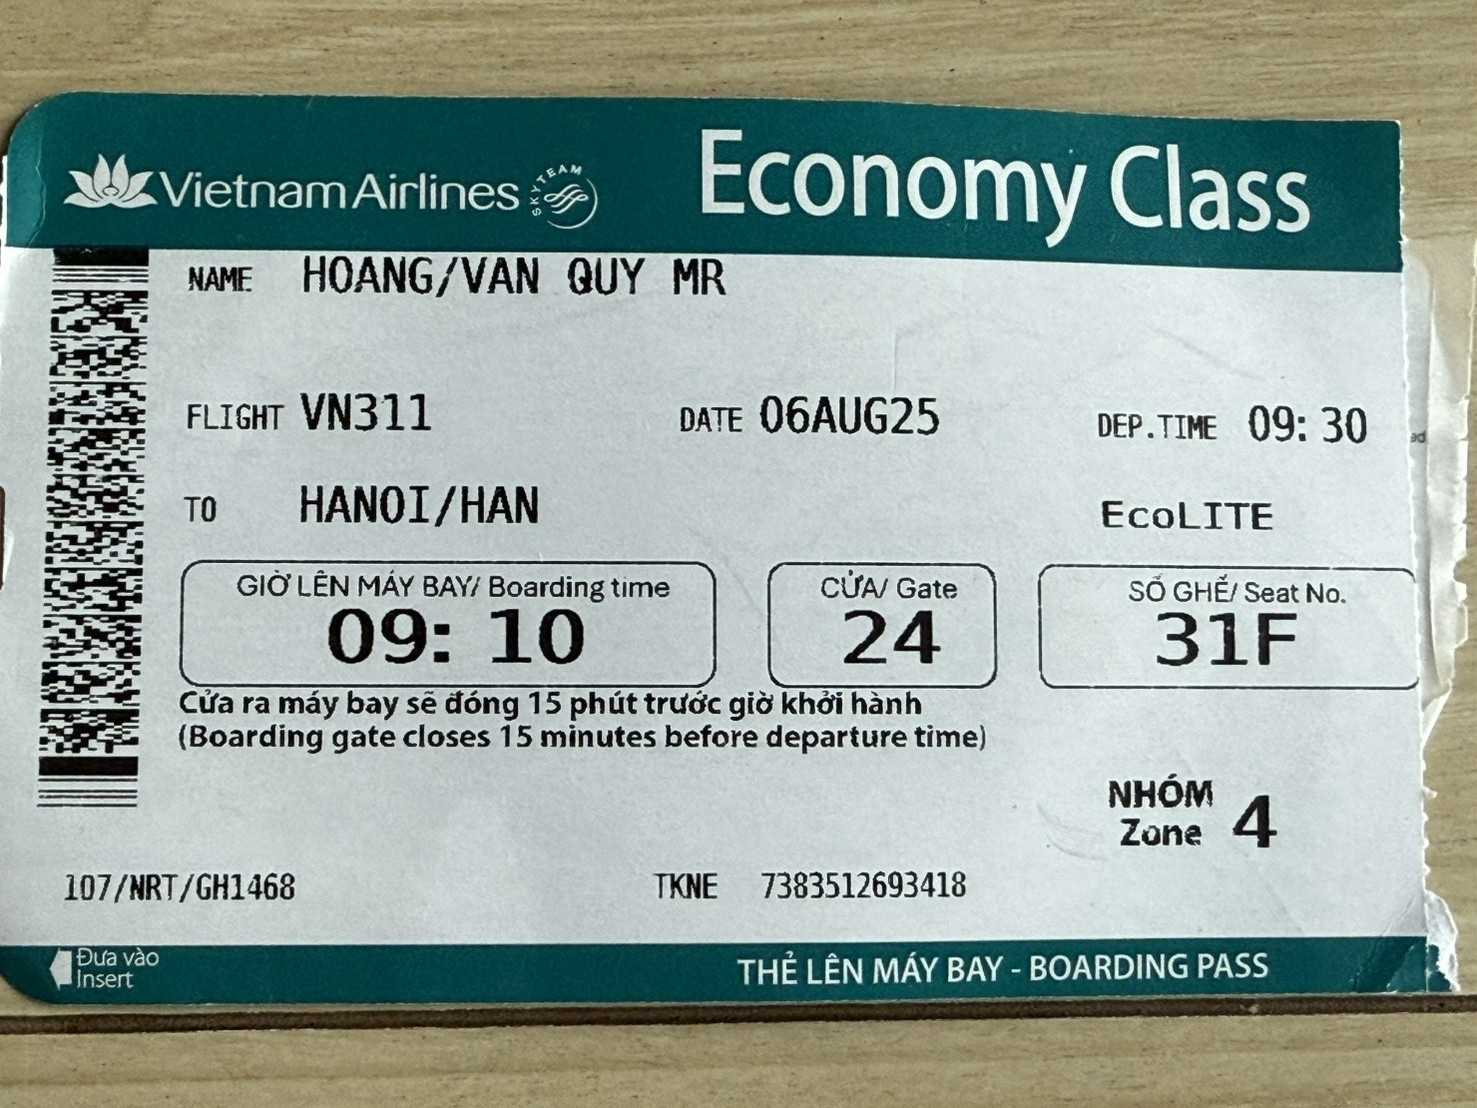 Vietnam Airlines SKYTEAM Economy Class
NAME HOANG/VAN QUY MR
FLIGHT VN311 DATE 06AUG25 DEP.TIME 09:30
TO HANOI/HAN EcoLITE
GIỜ LÊN MÁY BAY/ Boarding time CỬA/ Gate SỐ GHẾ/ Seat No.
09: 10 24 31F
Cửa ra máy bay sẽ đóng 15 phút trước giờ khởi hành
(Boarding gate closes 15 minutes before departure time)
NHÓM
Zone 4
107/NRT/GH1468 TKNE 7383512693418
Đưa vào
Insert
THẺ LÊN MÁY BAY - BOARDING PASS